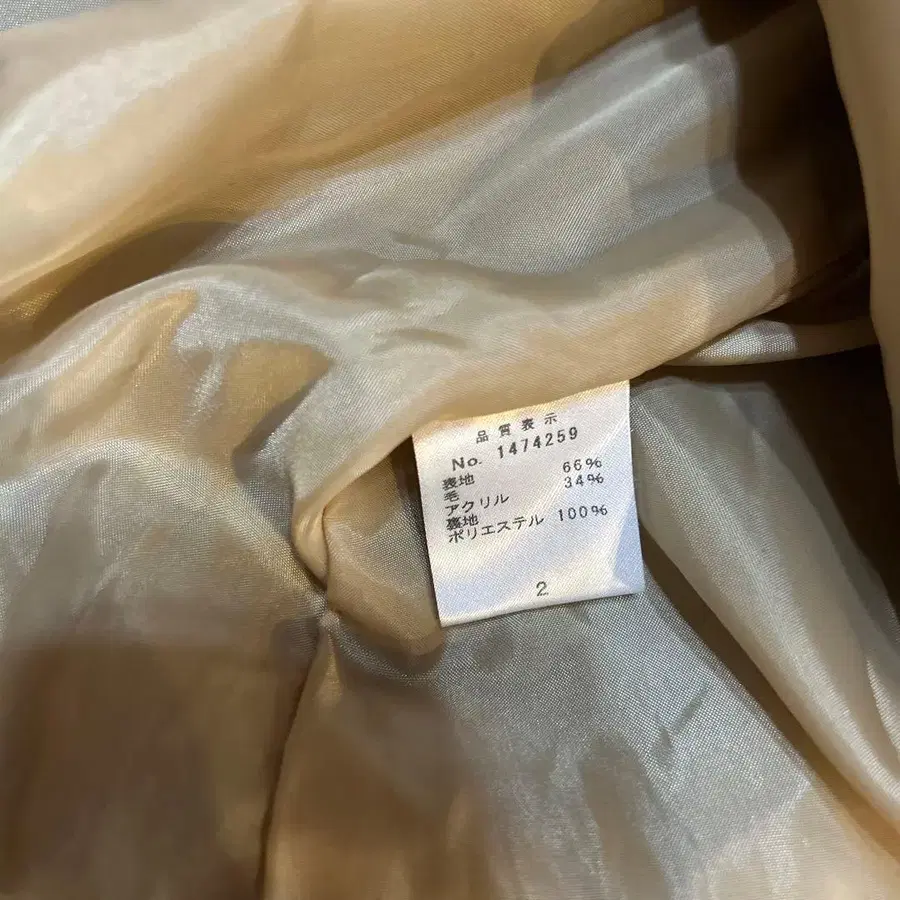 品質表示
No. 1474259
表地
毛 66%
アクリル 34%
裏地
ポリエステル 100%
2